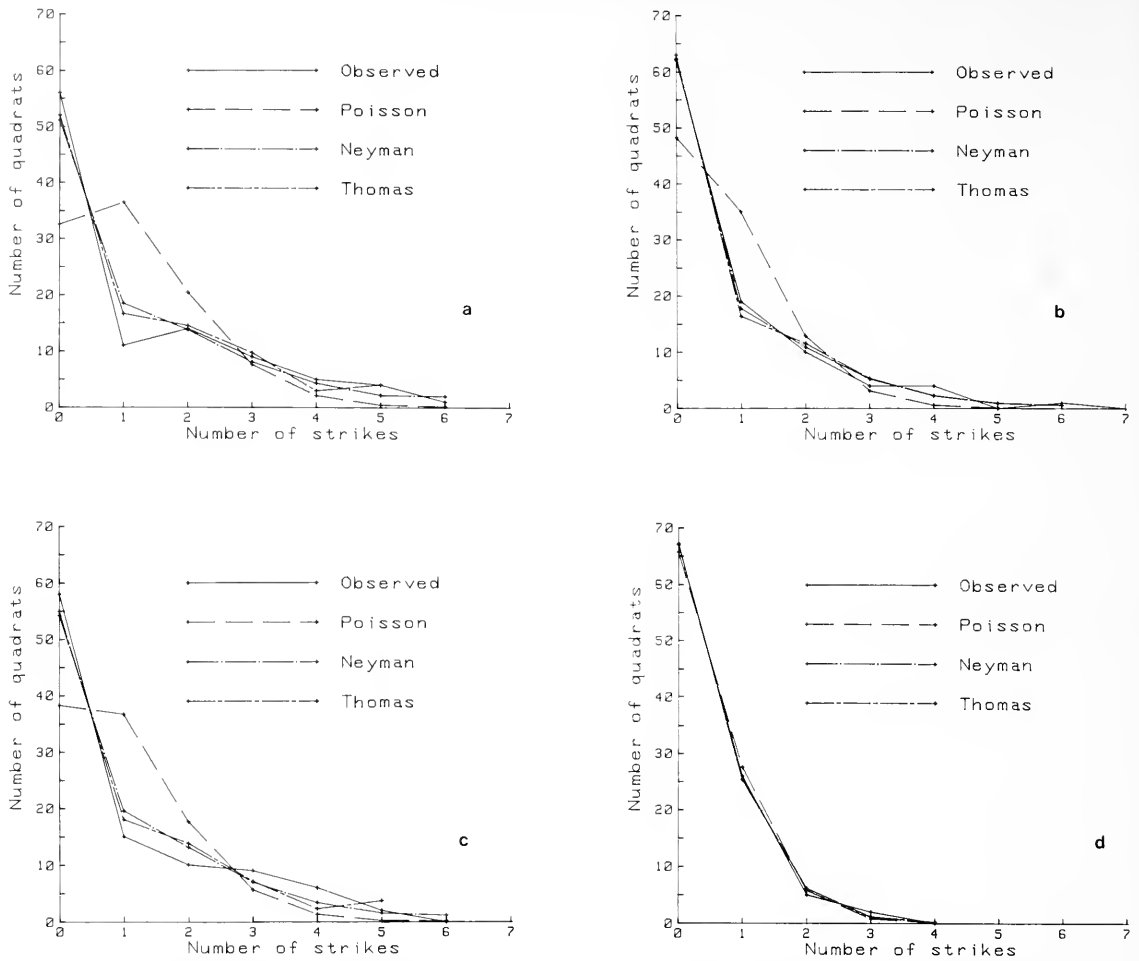 70
60
50
40
30
20
10
0
Number of quadrats
Observed
Poisson
Neyman
Thomas
a
0 1 2 3 4 5 6 7
Number of strikes
70
60
50
40
30
20
10
0
Number of quadrats
Observed
Poisson
Neyman
Thomas
b
0 1 2 3 4 5 6 7
Number of strikes
70
60
50
40
30
20
10
0
Number of quadrats
Observed
Poisson
Neyman
Thomas
c
0 1 2 3 4 5 6 7
Number of strikes
70
60
50
40
30
20
10
0
Number of quadrats
Observed
Poisson
Neyman
Thomas
d
0 1 2 3 4 5 6 7
Number of strikes